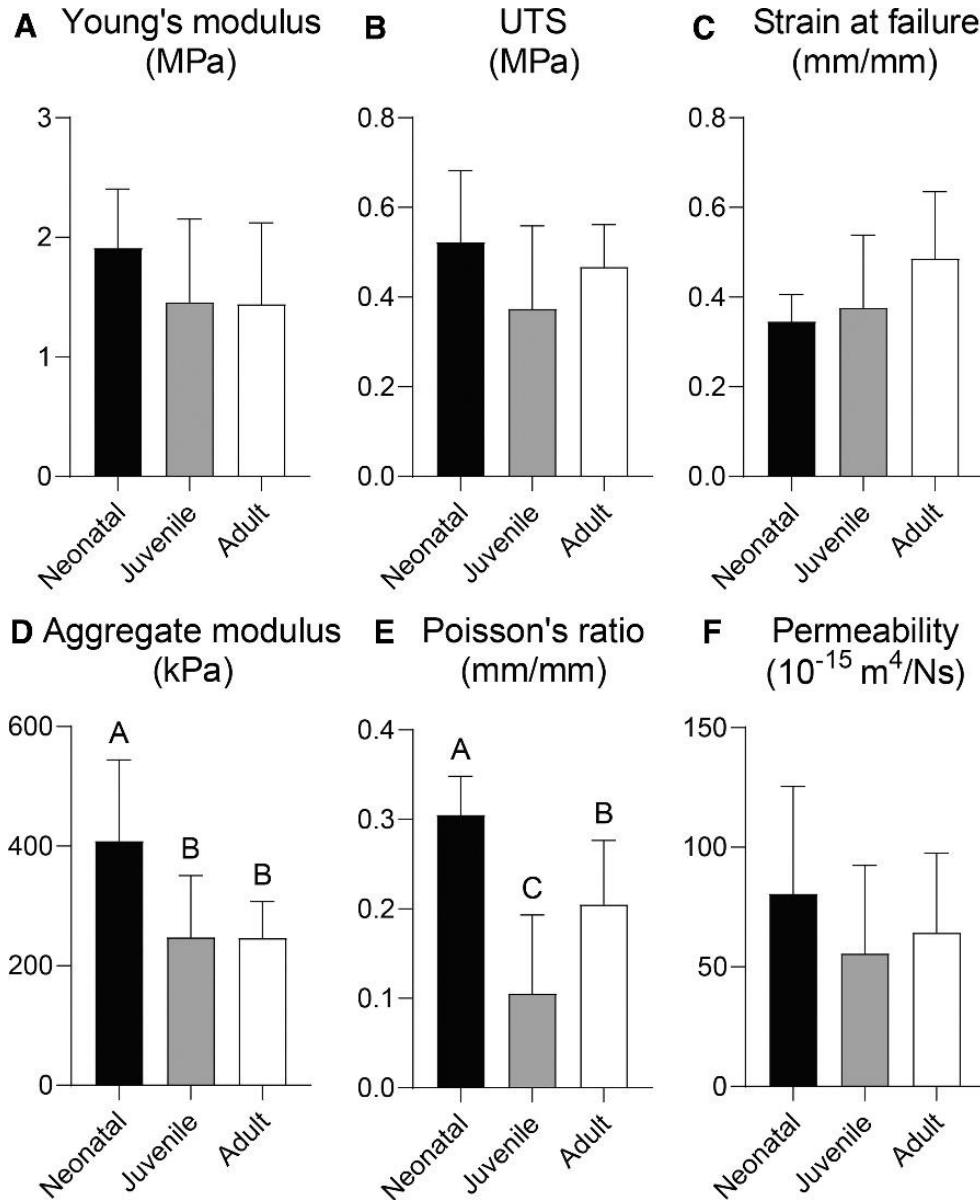 A Young's modulus
(MPa)
3
2
1
0
Neonatal
Juvenile
Adult
B UTS
(MPa)
0.8
0.6
0.4
0.2
0.0
Neonatal
Juvenile
Adult
C Strain at failure
(mm/mm)
0.8
0.6
0.4
0.2
0.0
Neonatal
Juvenile
Adult
D Aggregate modulus
(kPa)
600
400
200
0
A
B
B
Neonatal
Juvenile
Adult
E Poisson's ratio
(mm/mm)
0.4
0.3
0.2
0.1
0.0
A
C
B
Neonatal
Juvenile
Adult
F Permeability
(10⁻¹⁵ m⁴/Ns)
150
100
50
0
Neonatal
Juvenile
Adult